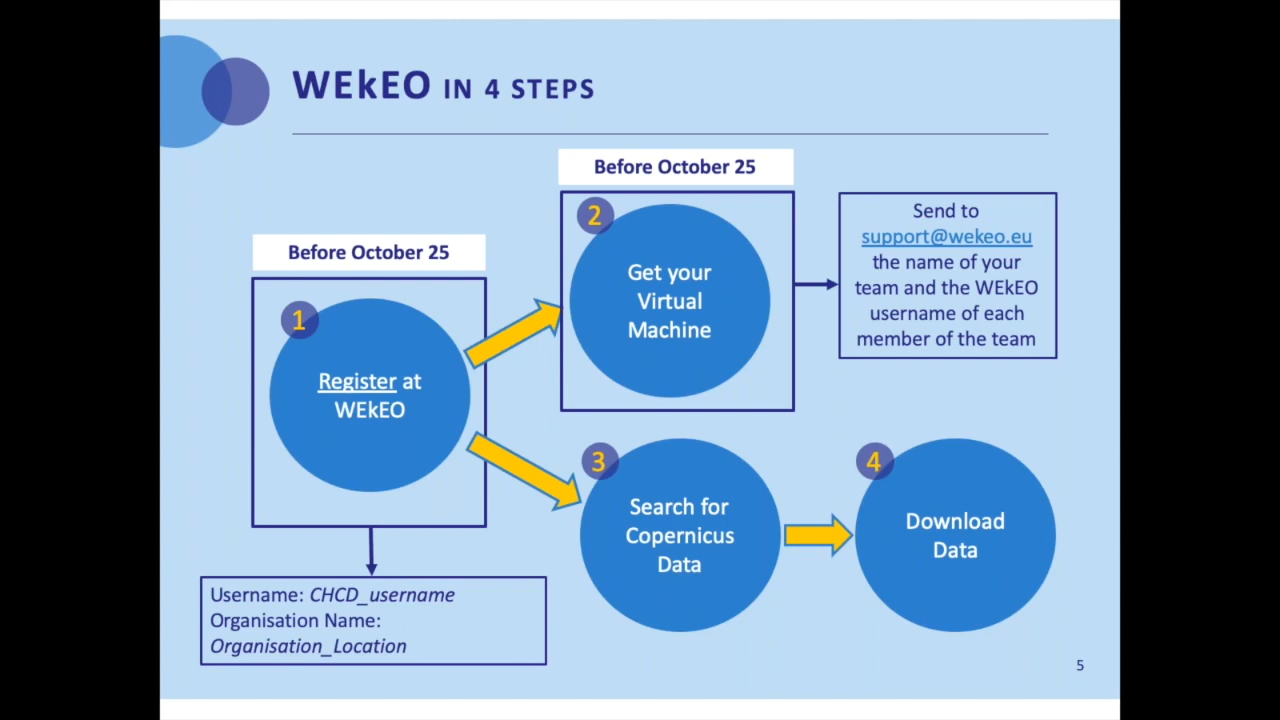 WEkEO IN 4 STEPS
Before October 25
1
Register at
WEkEO
Username: CHCD_username
Organisation Name:
Organisation_Location
Before October 25
2
Get your
Virtual
Machine
Send to
support@wekeo.eu
the name of your
team and the WEkEO
username of each
member of the team
3
Search for
Copernicus
Data
4
Download
Data
5